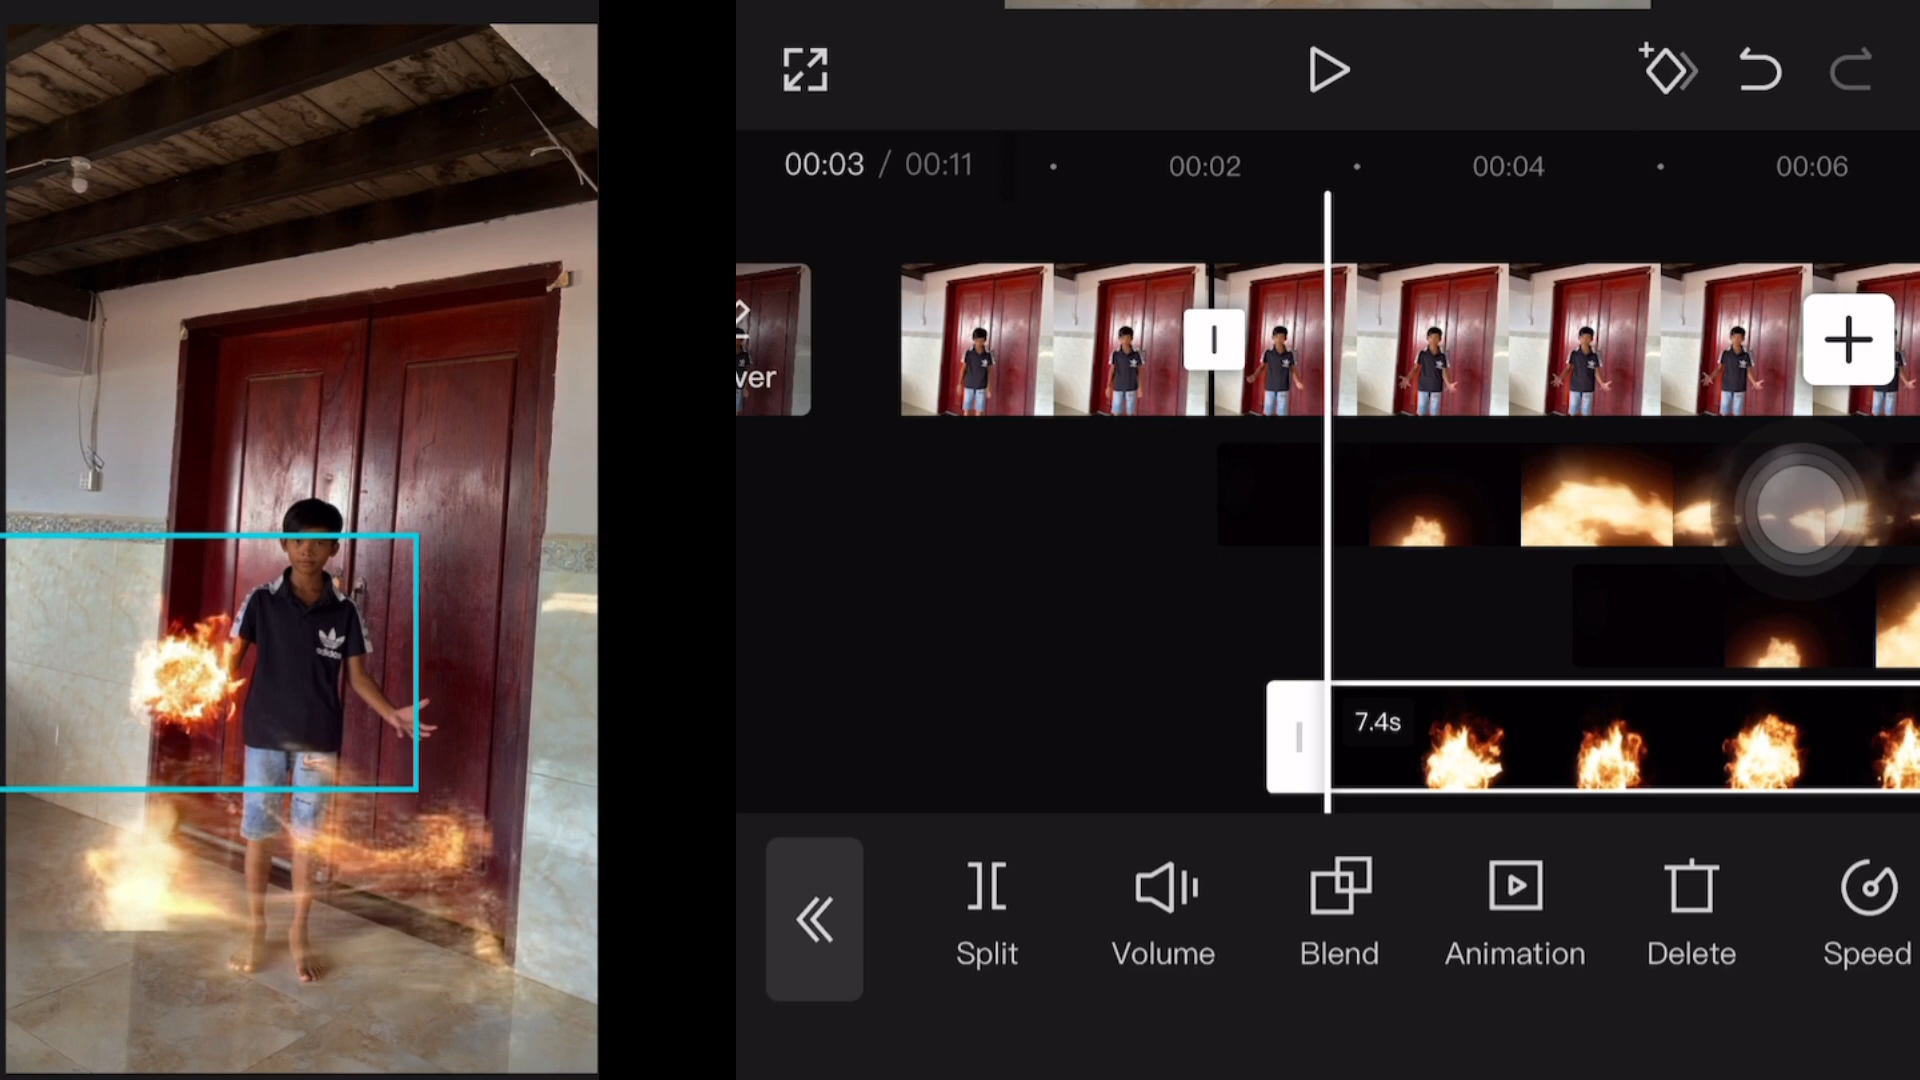 adidas
00:03 / 00:11
00:02
00:04
00:06
ver
7.4s
Split
Volume
Blend
Animation
Delete
Speed